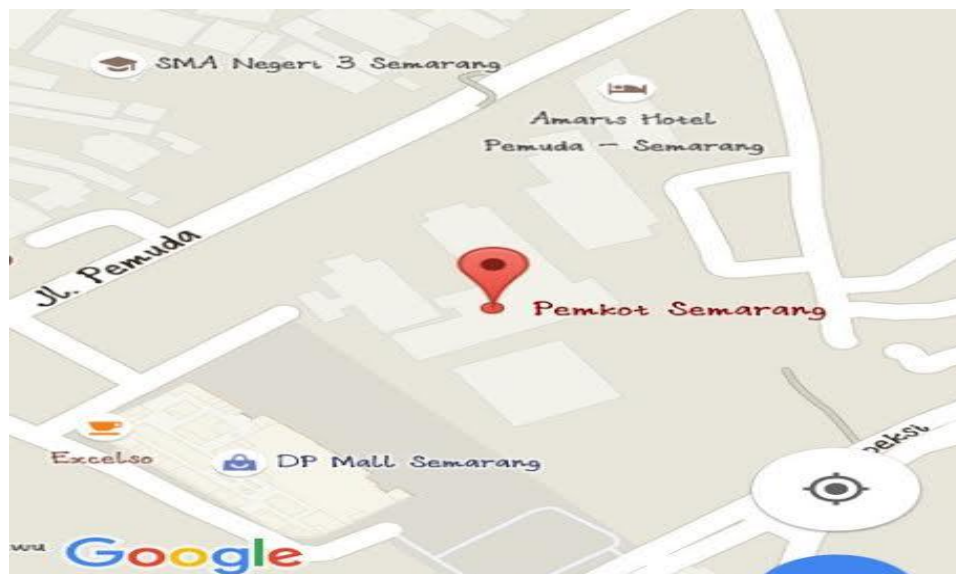 SMA Negeri 3 Semarang
Amaris Hotel
Pemuda - Semarang
Jl. Pemuda
Pemkot Semarang
Excelso
DP Mall Semarang
Google